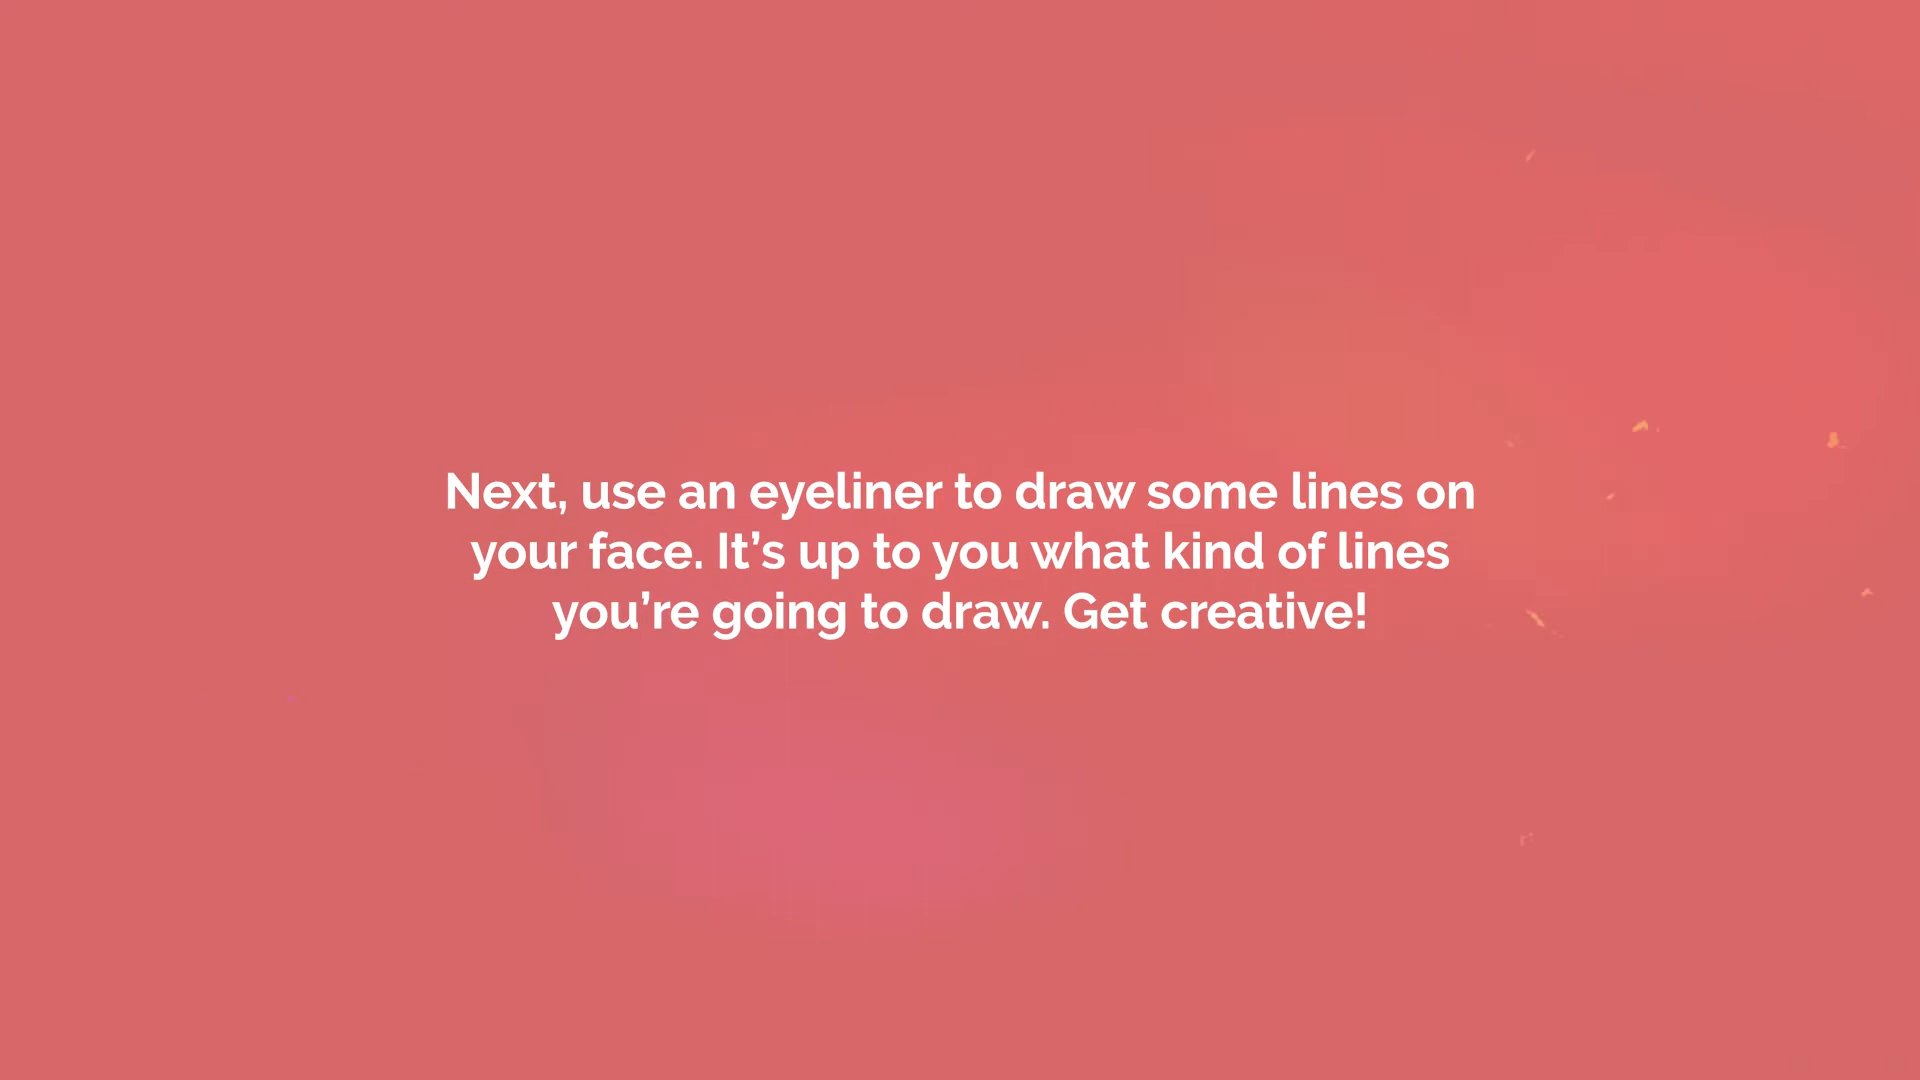 Next, use an eyeliner to draw some lines on
your face. It’s up to you what kind of lines
you’re going to draw. Get creative!